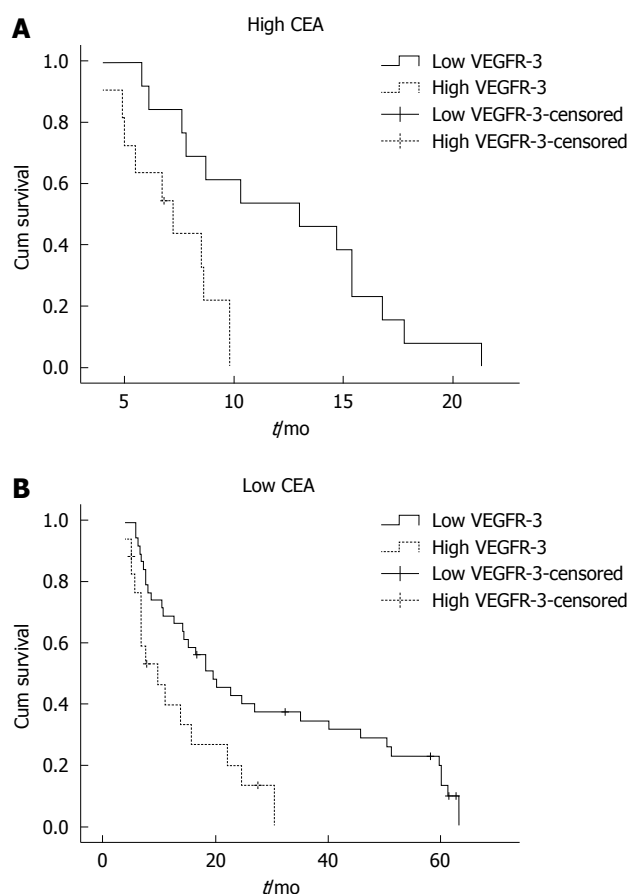 A
High CEA
Low VEGFR-3
High VEGFR-3
Low VEGFR-3-censored
High VEGFR-3-censored
Cum survival
1.0
0.8
0.6
0.4
0.2
0.0
5 10 15 20
t/mo
B
Low CEA
Low VEGFR-3
High VEGFR-3
Low VEGFR-3-censored
High VEGFR-3-censored
Cum survival
1.0
0.8
0.6
0.4
0.2
0.0
0 20 40 60
t/mo